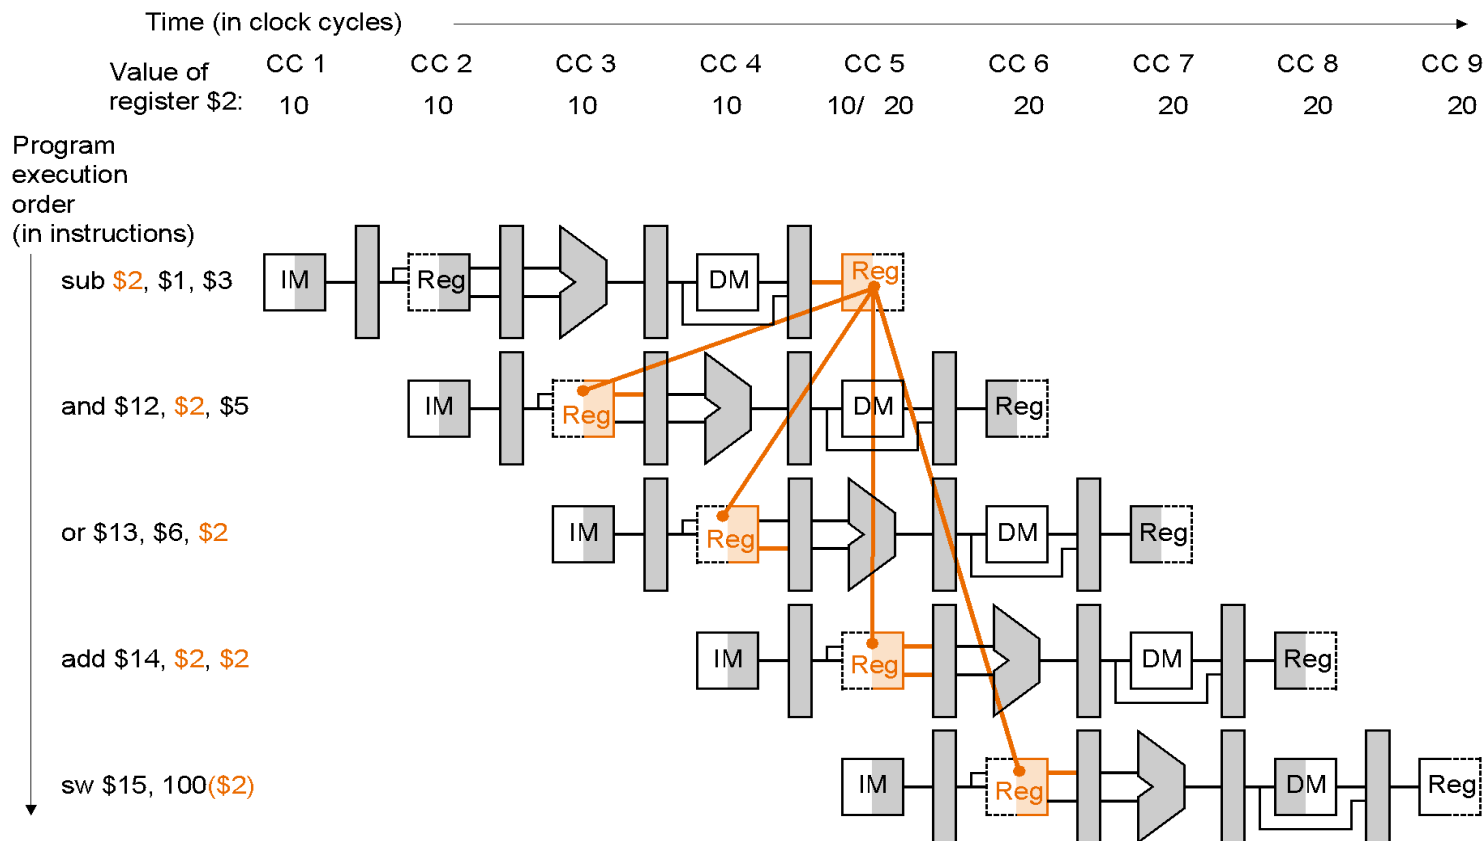 Time (in clock cycles)
CC 1 CC 2 CC 3 CC 4 CC 5 CC 6 CC 7 CC 8 CC 9
Value of
register $2:
10 10 10 10 10/ 20 20 20 20 20
Program
execution
order
(in instructions)
sub $2, $1, $3
IM Reg DM Reg
and $12, $2, $5
IM Reg DM Reg
or $13, $6, $2
IM Reg DM Reg
add $14, $2, $2
IM Reg DM Reg
sw $15, 100($2)
IM Reg DM Reg